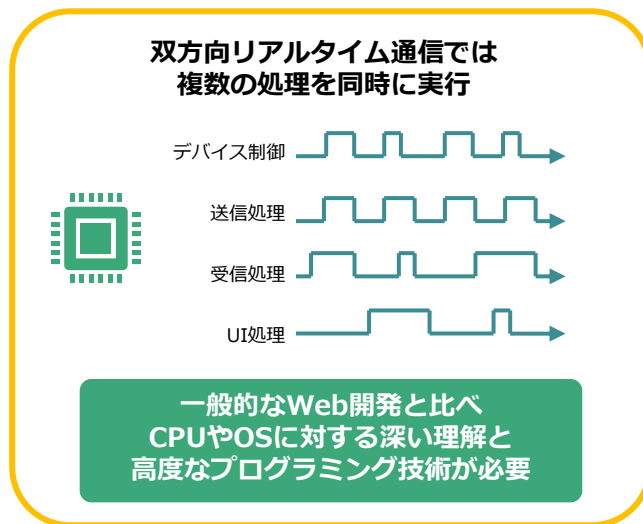 双方向リアルタイム通信では
複数の処理を同時に実行
デバイス制御
送信処理
受信処理
UI処理
一般的なWeb開発と比べ
CPUやOSに対する深い理解と
高度なプログラミング技術が必要